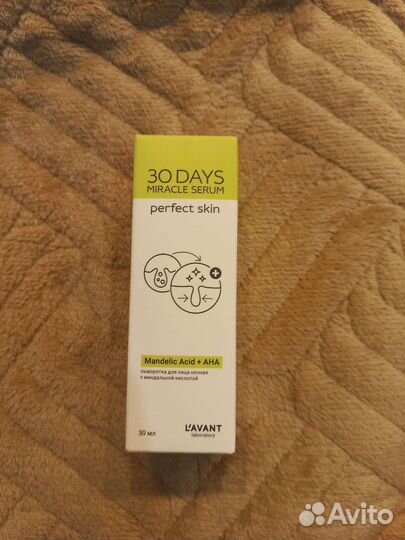 30 DAYS
MIRACLE SERUM
perfect skin
Mandelic Acid + AHA
сыворотка для лица ночная
с миндальной кислотой
30 мл
L'AVANT
laboratory
Avito